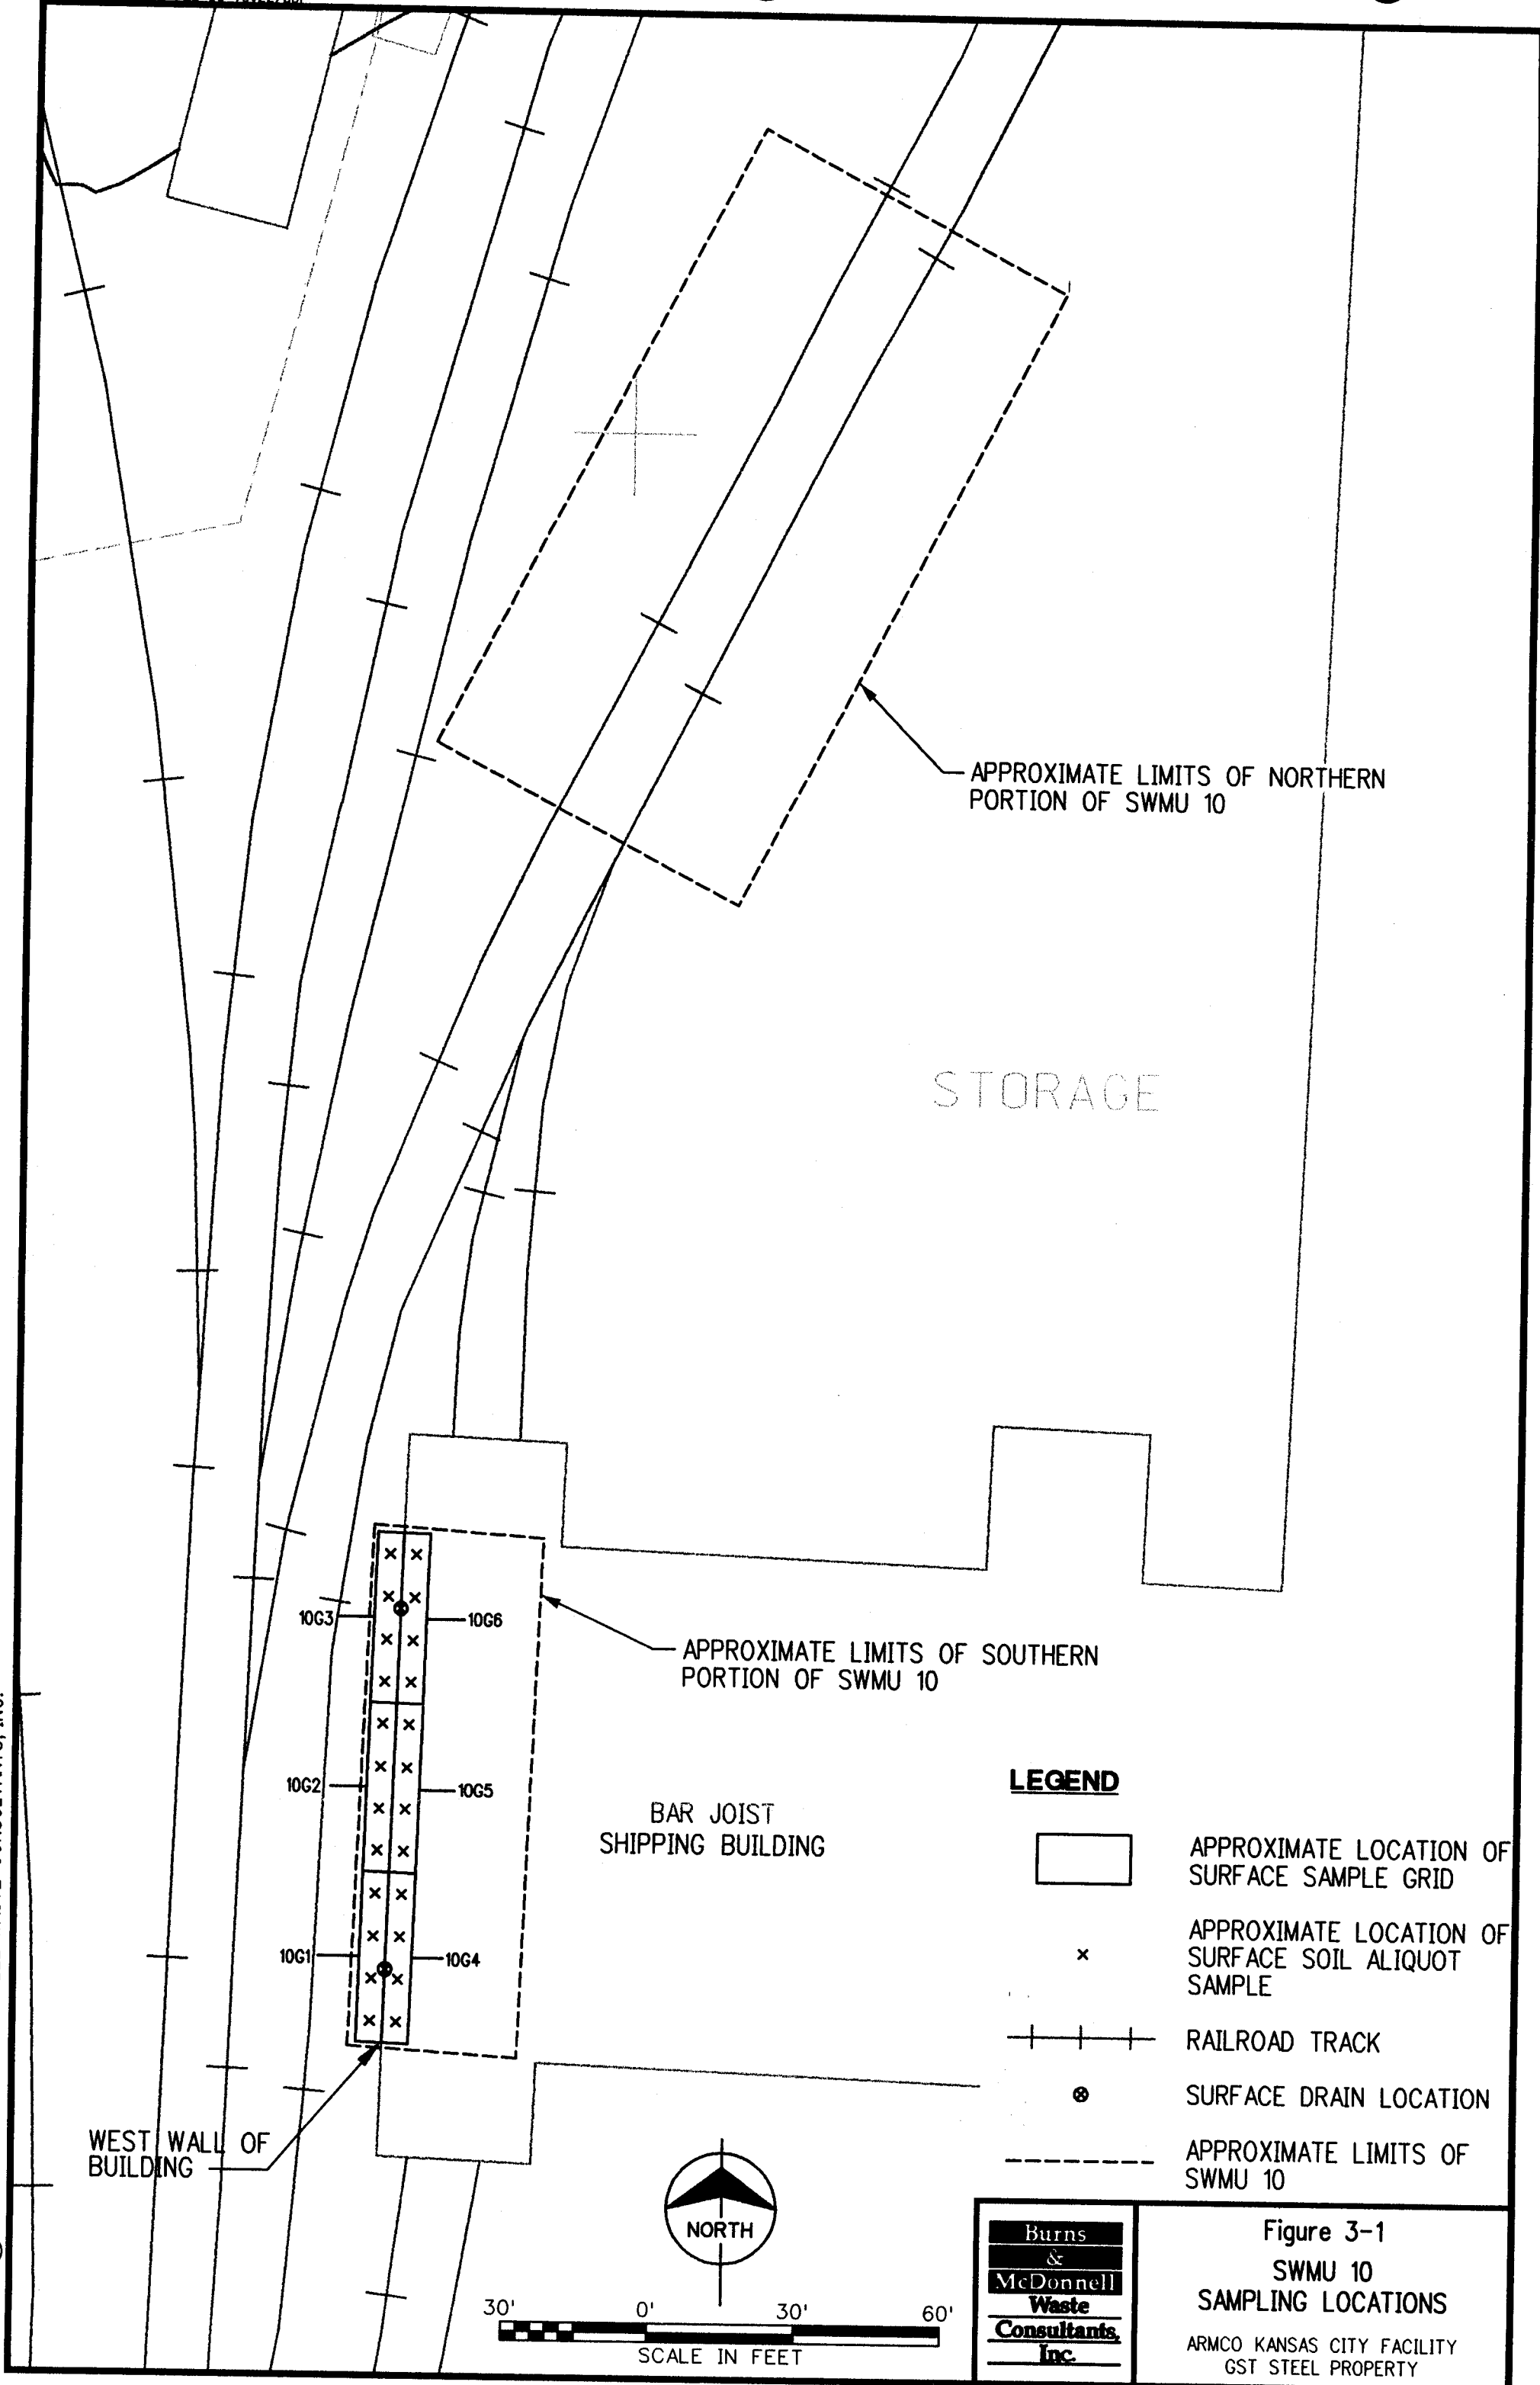 APPROXIMATE LIMITS OF NORTHERN
PORTION OF SWMU 10
STORAGE
10G3
10G6
APPROXIMATE LIMITS OF SOUTHERN
PORTION OF SWMU 10
10G2
10G5
BAR JOIST
SHIPPING BUILDING
10G1
10G4
WEST WALL OF
BUILDING
LEGEND
APPROXIMATE LOCATION OF
SURFACE SAMPLE GRID
APPROXIMATE LOCATION OF
SURFACE SOIL ALIQUOT
SAMPLE
RAILROAD TRACK
SURFACE DRAIN LOCATION
APPROXIMATE LIMITS OF
SWMU 10
NORTH
30' 0' 30' 60'
SCALE IN FEET
Burns
&
McDonnell
Waste
Consultants,
Inc.
Figure 3-1
SWMU 10
SAMPLING LOCATIONS
ARMCO KANSAS CITY FACILITY
GST STEEL PROPERTY